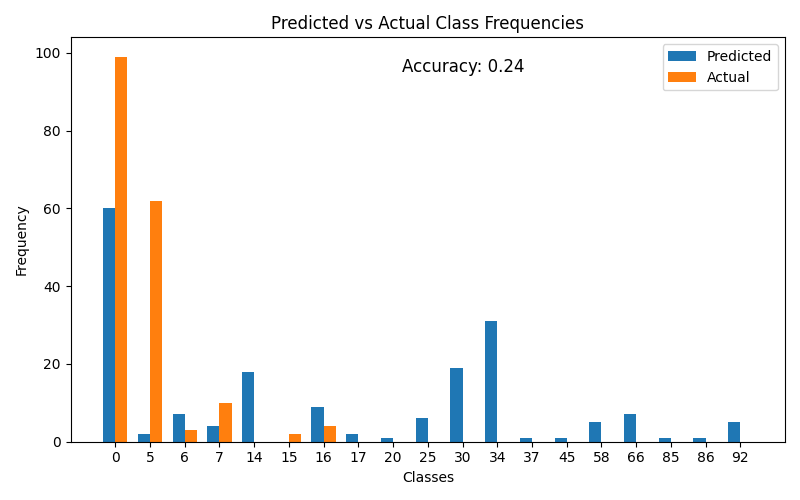 Predicted vs Actual Class Frequencies
Accuracy: 0.24
Predicted
Actual
100
80
60
40
20
0
Frequency
0 5 6 7 14 15 16 17 20 25 30 34 37 45 58 66 85 86 92
Classes